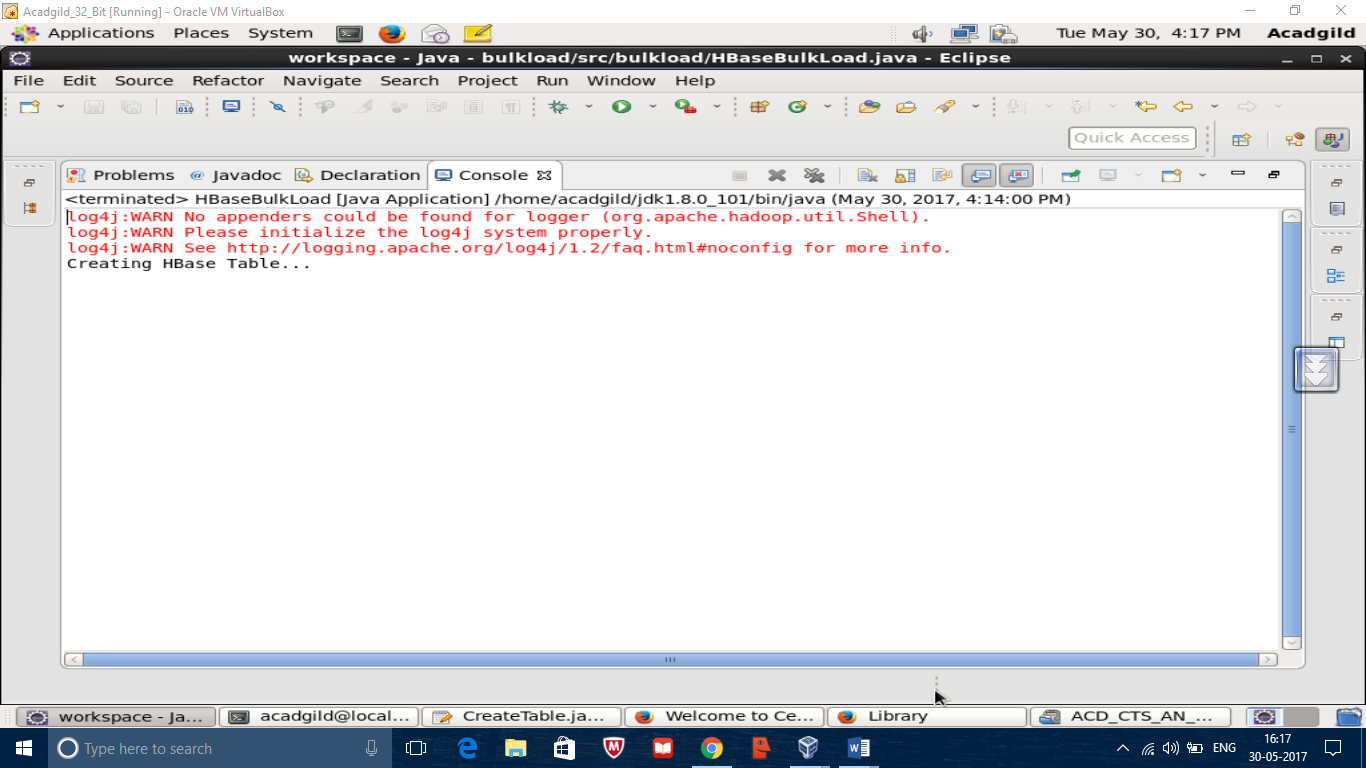 Acadgild_32_Bit [Running] - Oracle VM VirtualBox
Applications Places System Tue May 30, 4:17 PM Acadgild
workspace - Java - bulkload/src/bulkload/HBaseBulkLoad.java - Eclipse
File Edit Source Refactor Navigate Search Project Run Window Help
010
Quick Access
Problems @ Javadoc Declaration Console
<terminated> HBaseBulkLoad [Java Application] /home/acadgild/jdk1.8.0_101/bin/java (May 30, 2017, 4:14:00 PM)
log4j:WARN No appenders could be found for logger (org.apache.hadoop.util.Shell).
log4j:WARN Please initialize the log4j system properly.
log4j:WARN See http://logging.apache.org/log4j/1.2/faq.html#noconfig for more info.
Creating HBase Table...
workspace - Ja... acadgild@local... CreateTable.ja... Welcome to Ce... Library ACD_CTS_AN_...
Type here to search ENG 16:17
30-05-2017